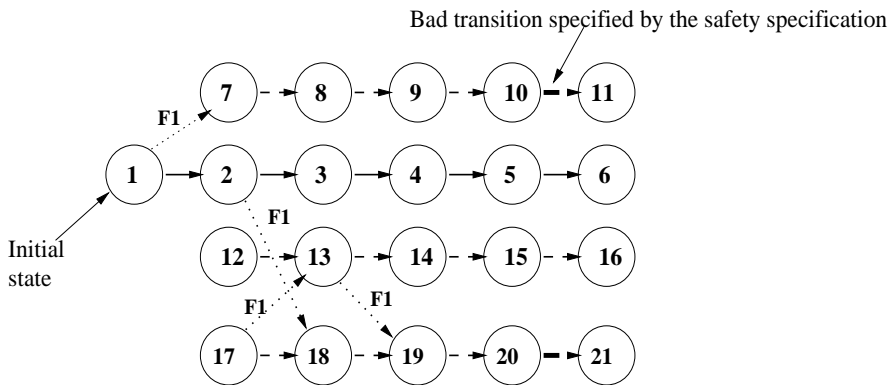 Bad transition specified by the safety specification
7 8 9 10 11
F1
1 2 3 4 5 6
F1
Initial
state
12 13 14 15 16
F1 F1
17 18 19 20 21